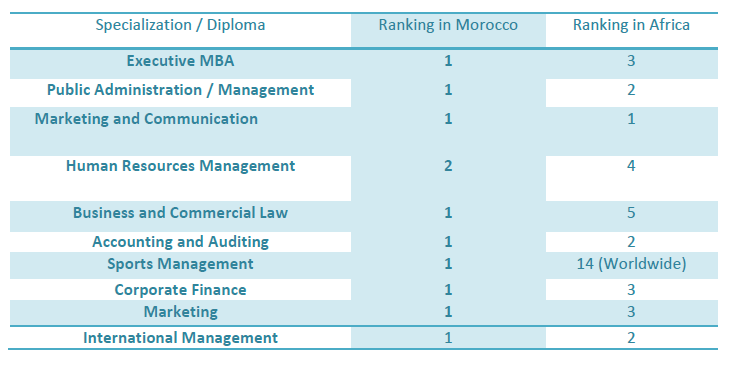 Specialization / Diploma Ranking in Morocco Ranking in Africa
Executive MBA 1 3
Public Administration / Management 1 2
Marketing and Communication 1 1
Human Resources Management 2 4
Business and Commercial Law 1 5
Accounting and Auditing 1 2
Sports Management 1 14 (Worldwide)
Corporate Finance 1 3
Marketing 1 3
International Management 1 2